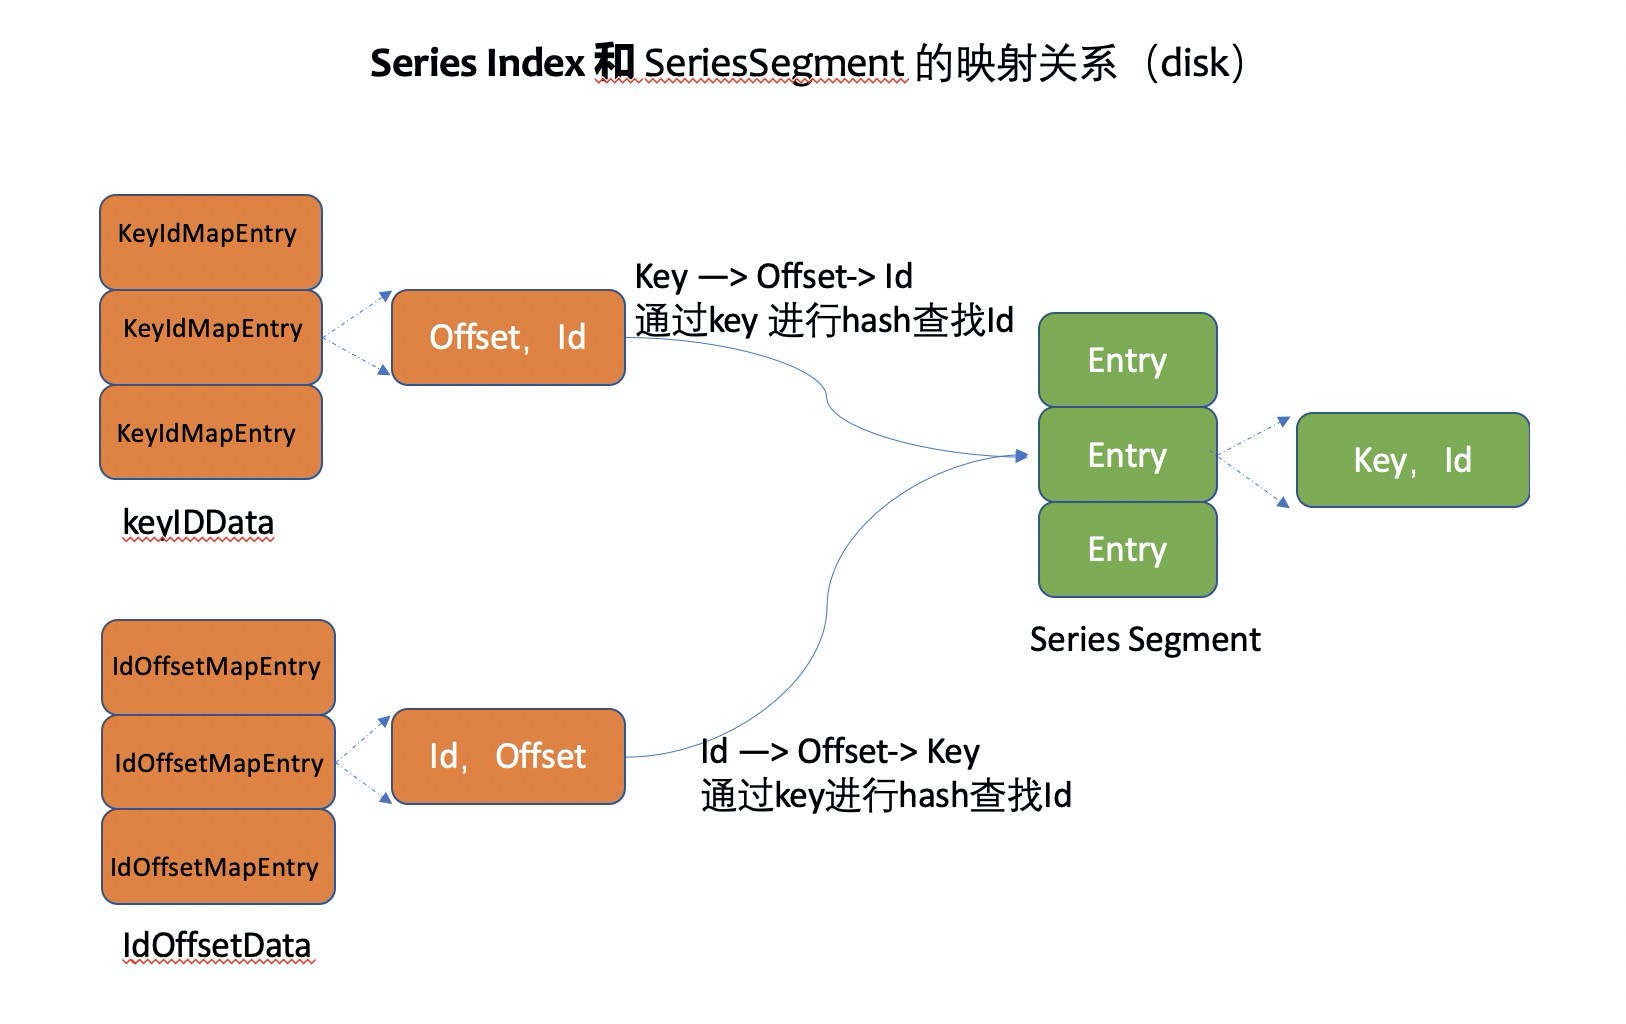 Series Index 和 SeriesSegment 的映射关系（disk）
KeyIdMapEntry
KeyIdMapEntry
KeyIdMapEntry
keyIDData
Offset， Id
Key —> Offset-> Id
通过key 进行hash查找Id
Entry
Entry
Entry
Series Segment
Key， Id
IdOffsetMapEntry
IdOffsetMapEntry
IdOffsetMapEntry
IdOffsetData
Id， Offset
Id —> Offset-> Key
通过key进行hash查找Id